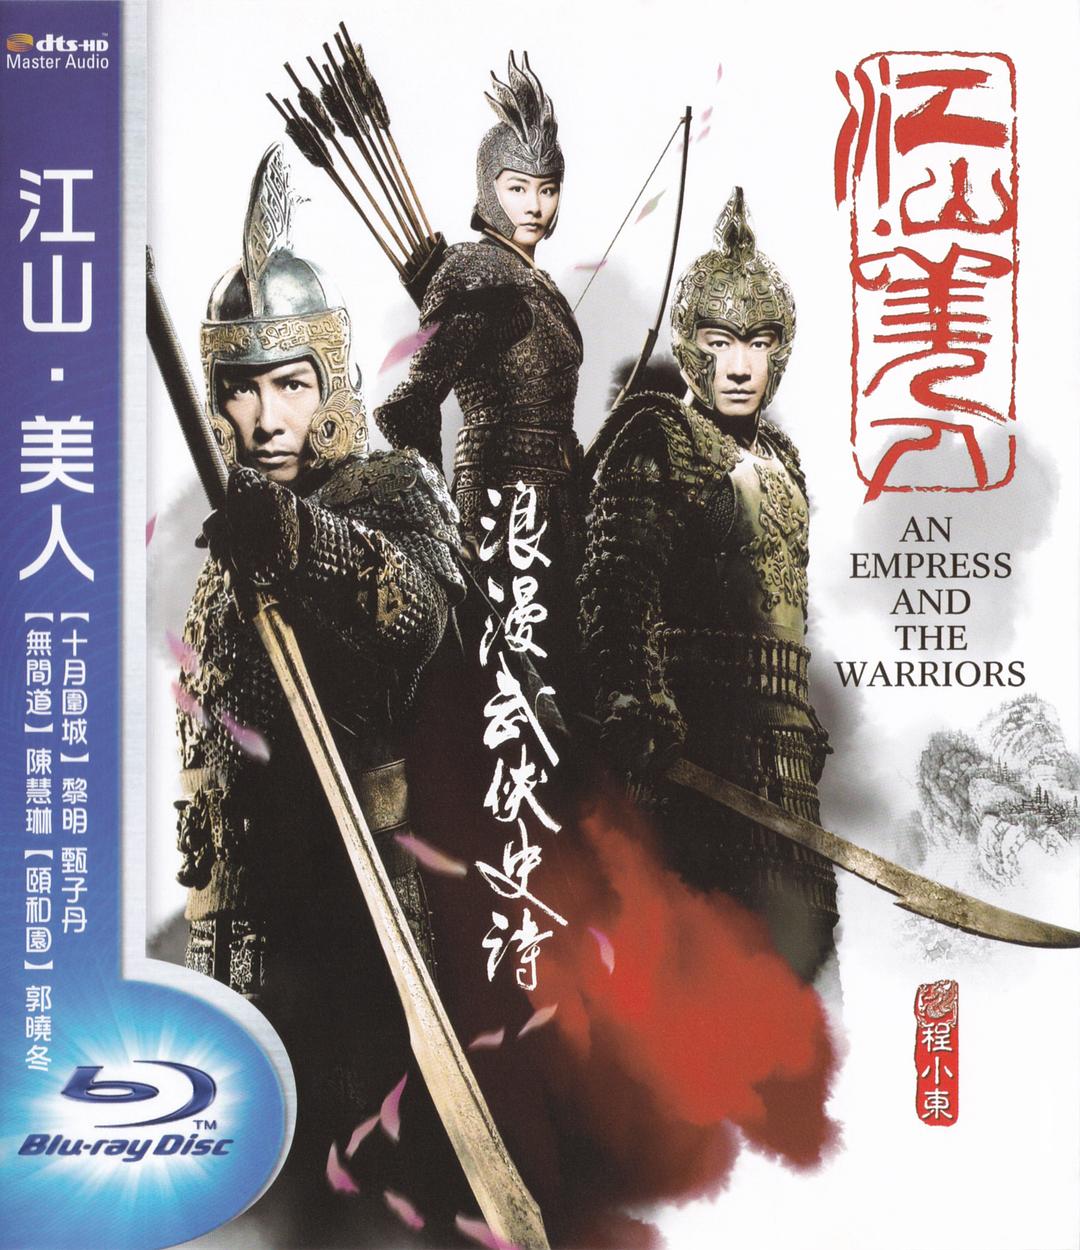 dts-HD
Master Audio
江山·美人
【十月圍城】黎明 甄子丹
【無間道】陳慧琳【頤和園】郭曉冬
Blu-ray Disc
TM
浪漫武俠史詩
江山美人
AN
EMPRESS
AND
THE
WARRIORS
程小東